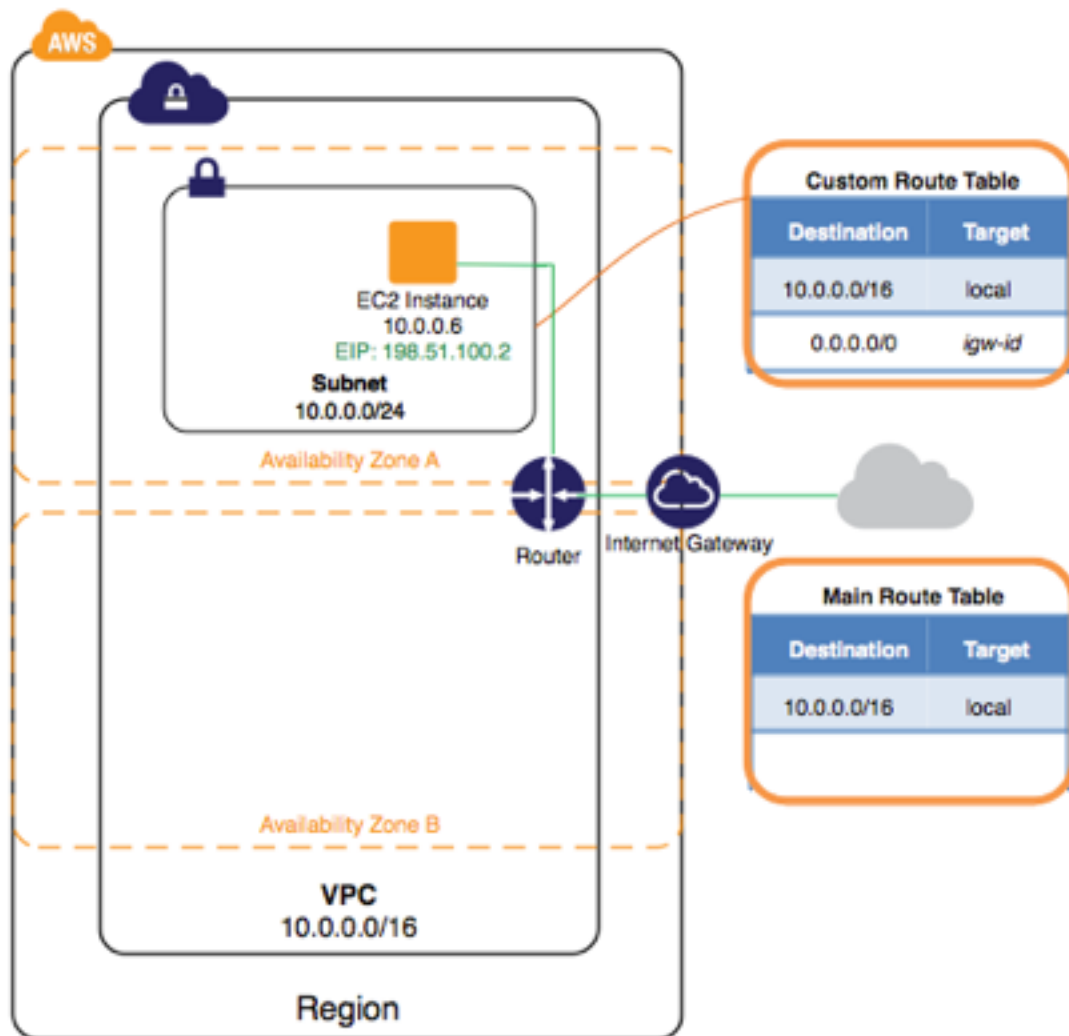 AWS
EC2 Instance
10.0.0.6
EIP: 198.51.100.2
Subnet
10.0.0.0/24
Availability Zone A
Router
Internet Gateway
Availability Zone B
VPC
10.0.0.0/16
Region
Custom Route Table
Destination Target
10.0.0.0/16 local
0.0.0.0/0 igw-id
Main Route Table
Destination Target
10.0.0.0/16 local